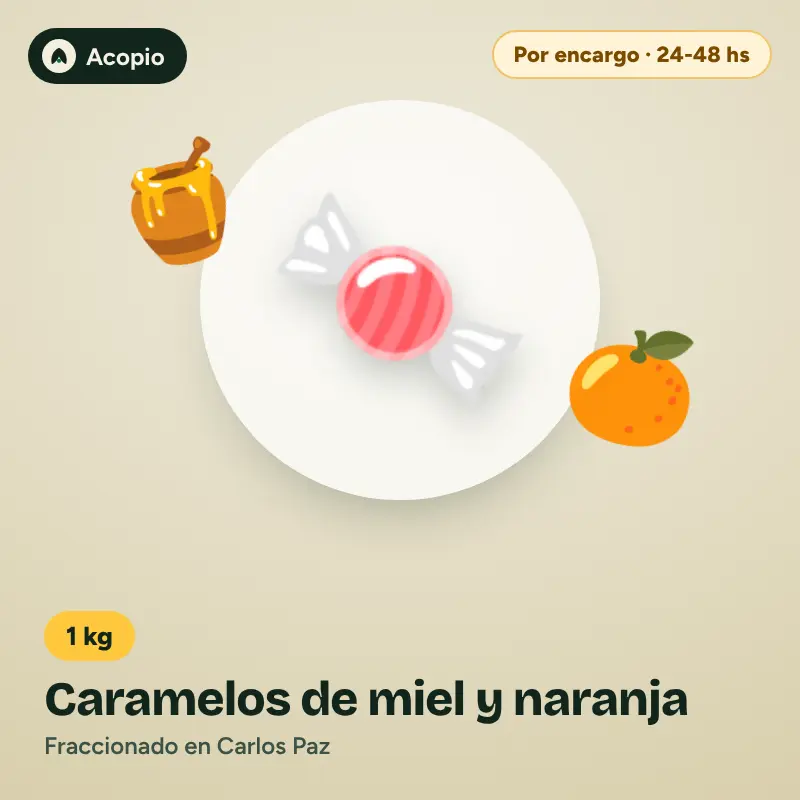 Acopio
Por encargo · 24-48 hs
1 kg
Caramelos de miel y naranja
Fraccionado en Carlos Paz